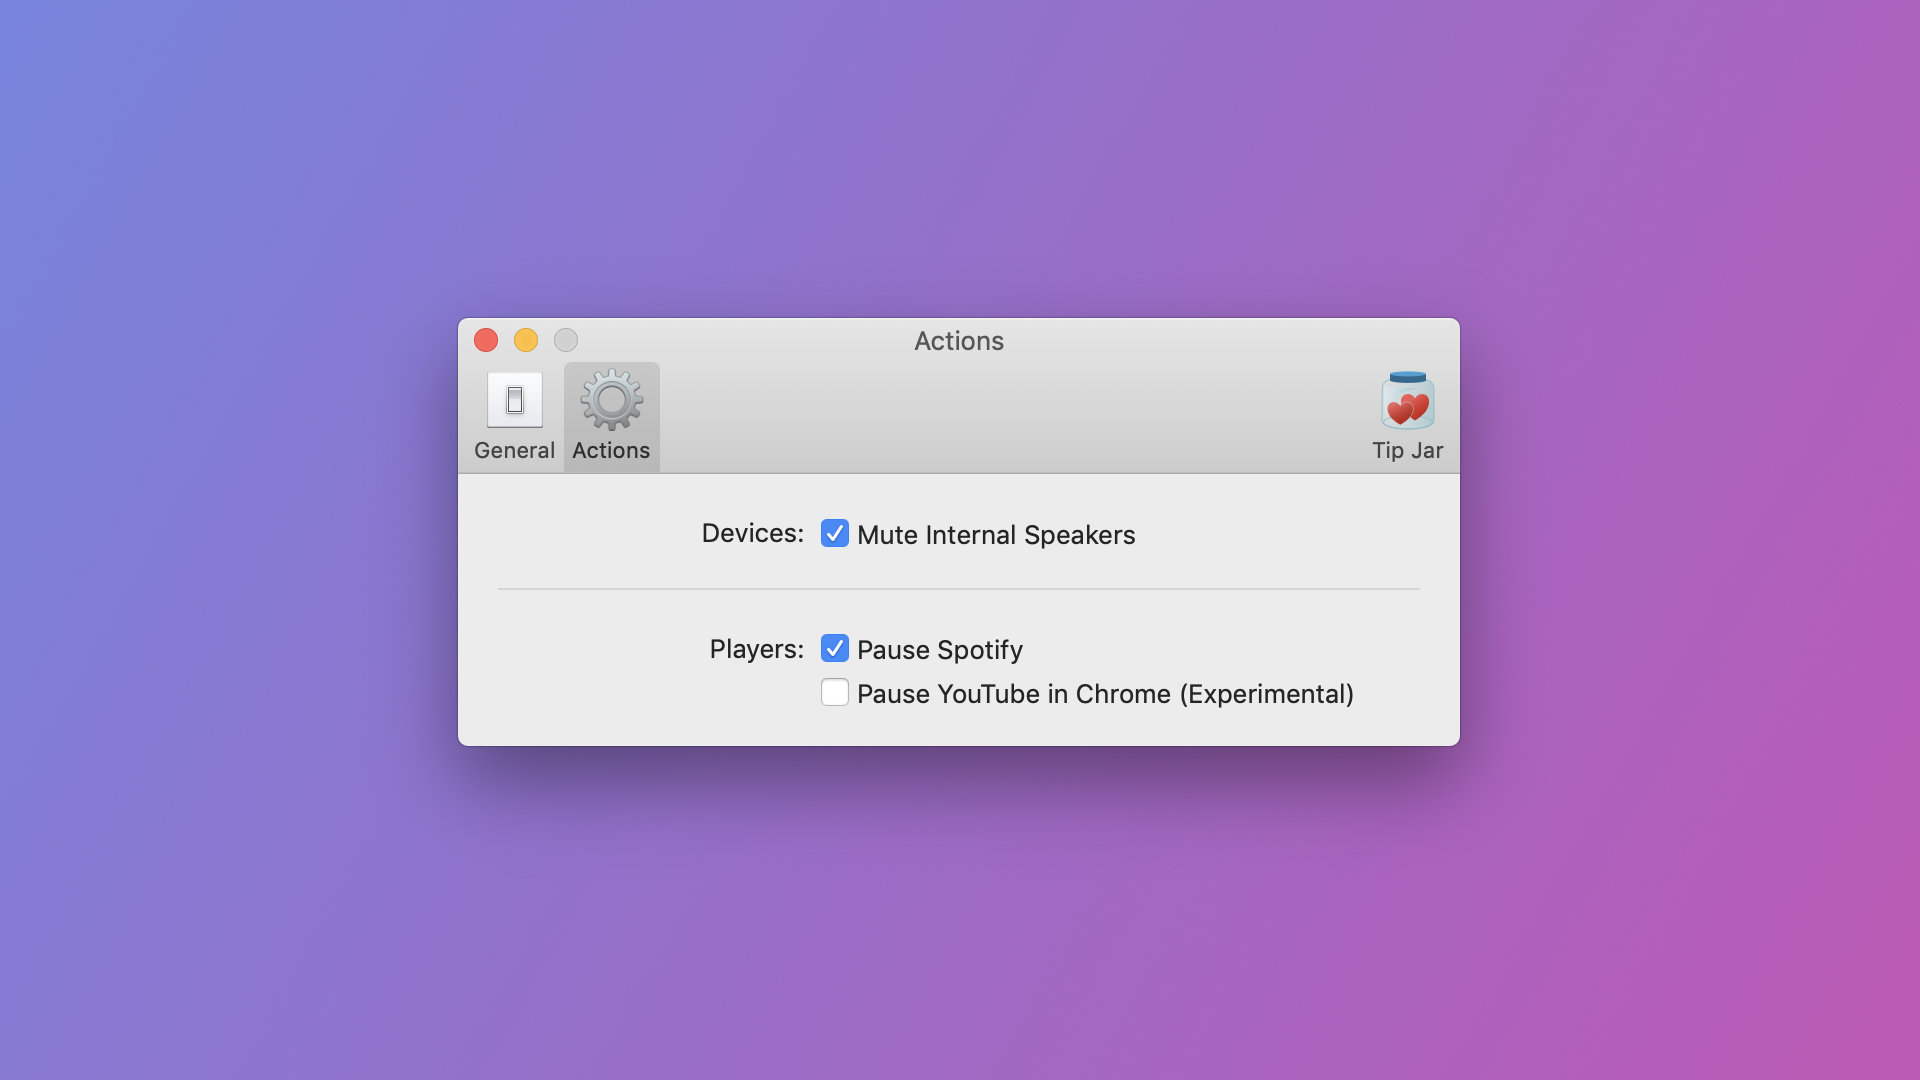 Actions
General Actions Tip Jar
Devices: Mute Internal Speakers
Players: Pause Spotify
Pause YouTube in Chrome (Experimental)